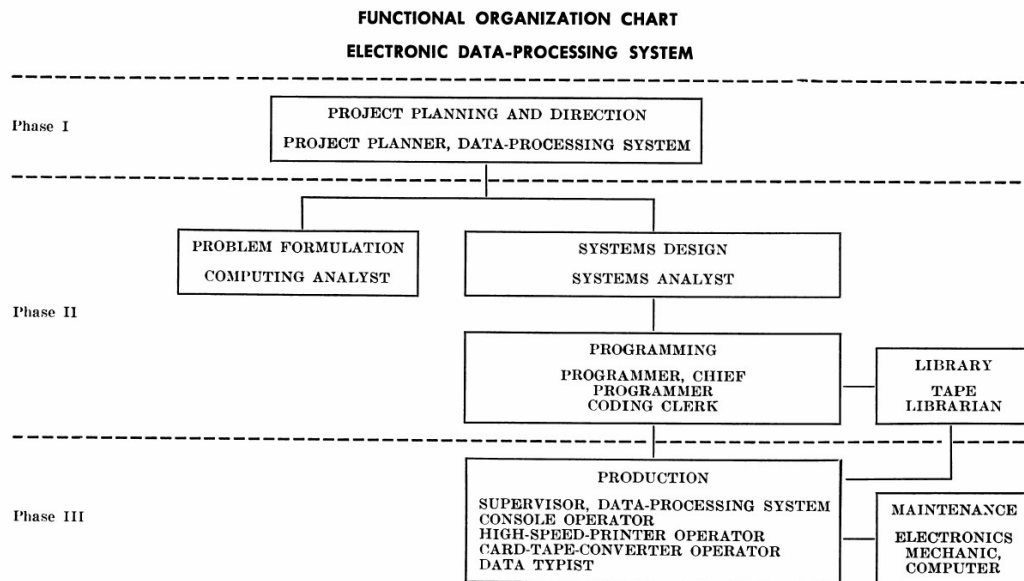 FUNCTIONAL ORGANIZATION CHART
ELECTRONIC DATA-PROCESSING SYSTEM
Phase I
PROJECT PLANNING AND DIRECTION
PROJECT PLANNER, DATA-PROCESSING SYSTEM
Phase II
PROBLEM FORMULATION
COMPUTING ANALYST
SYSTEMS DESIGN
SYSTEMS ANALYST
PROGRAMMING
PROGRAMMER, CHIEF
PROGRAMMER
CODING CLERK
LIBRARY
TAPE
LIBRARIAN
Phase III
PRODUCTION
SUPERVISOR, DATA-PROCESSING SYSTEM
CONSOLE OPERATOR
HIGH-SPEED-PRINTER OPERATOR
CARD-TAPE-CONVERTER OPERATOR
DATA TYPIST
MAINTENANCE
ELECTRONICS
MECHANIC,
COMPUTER